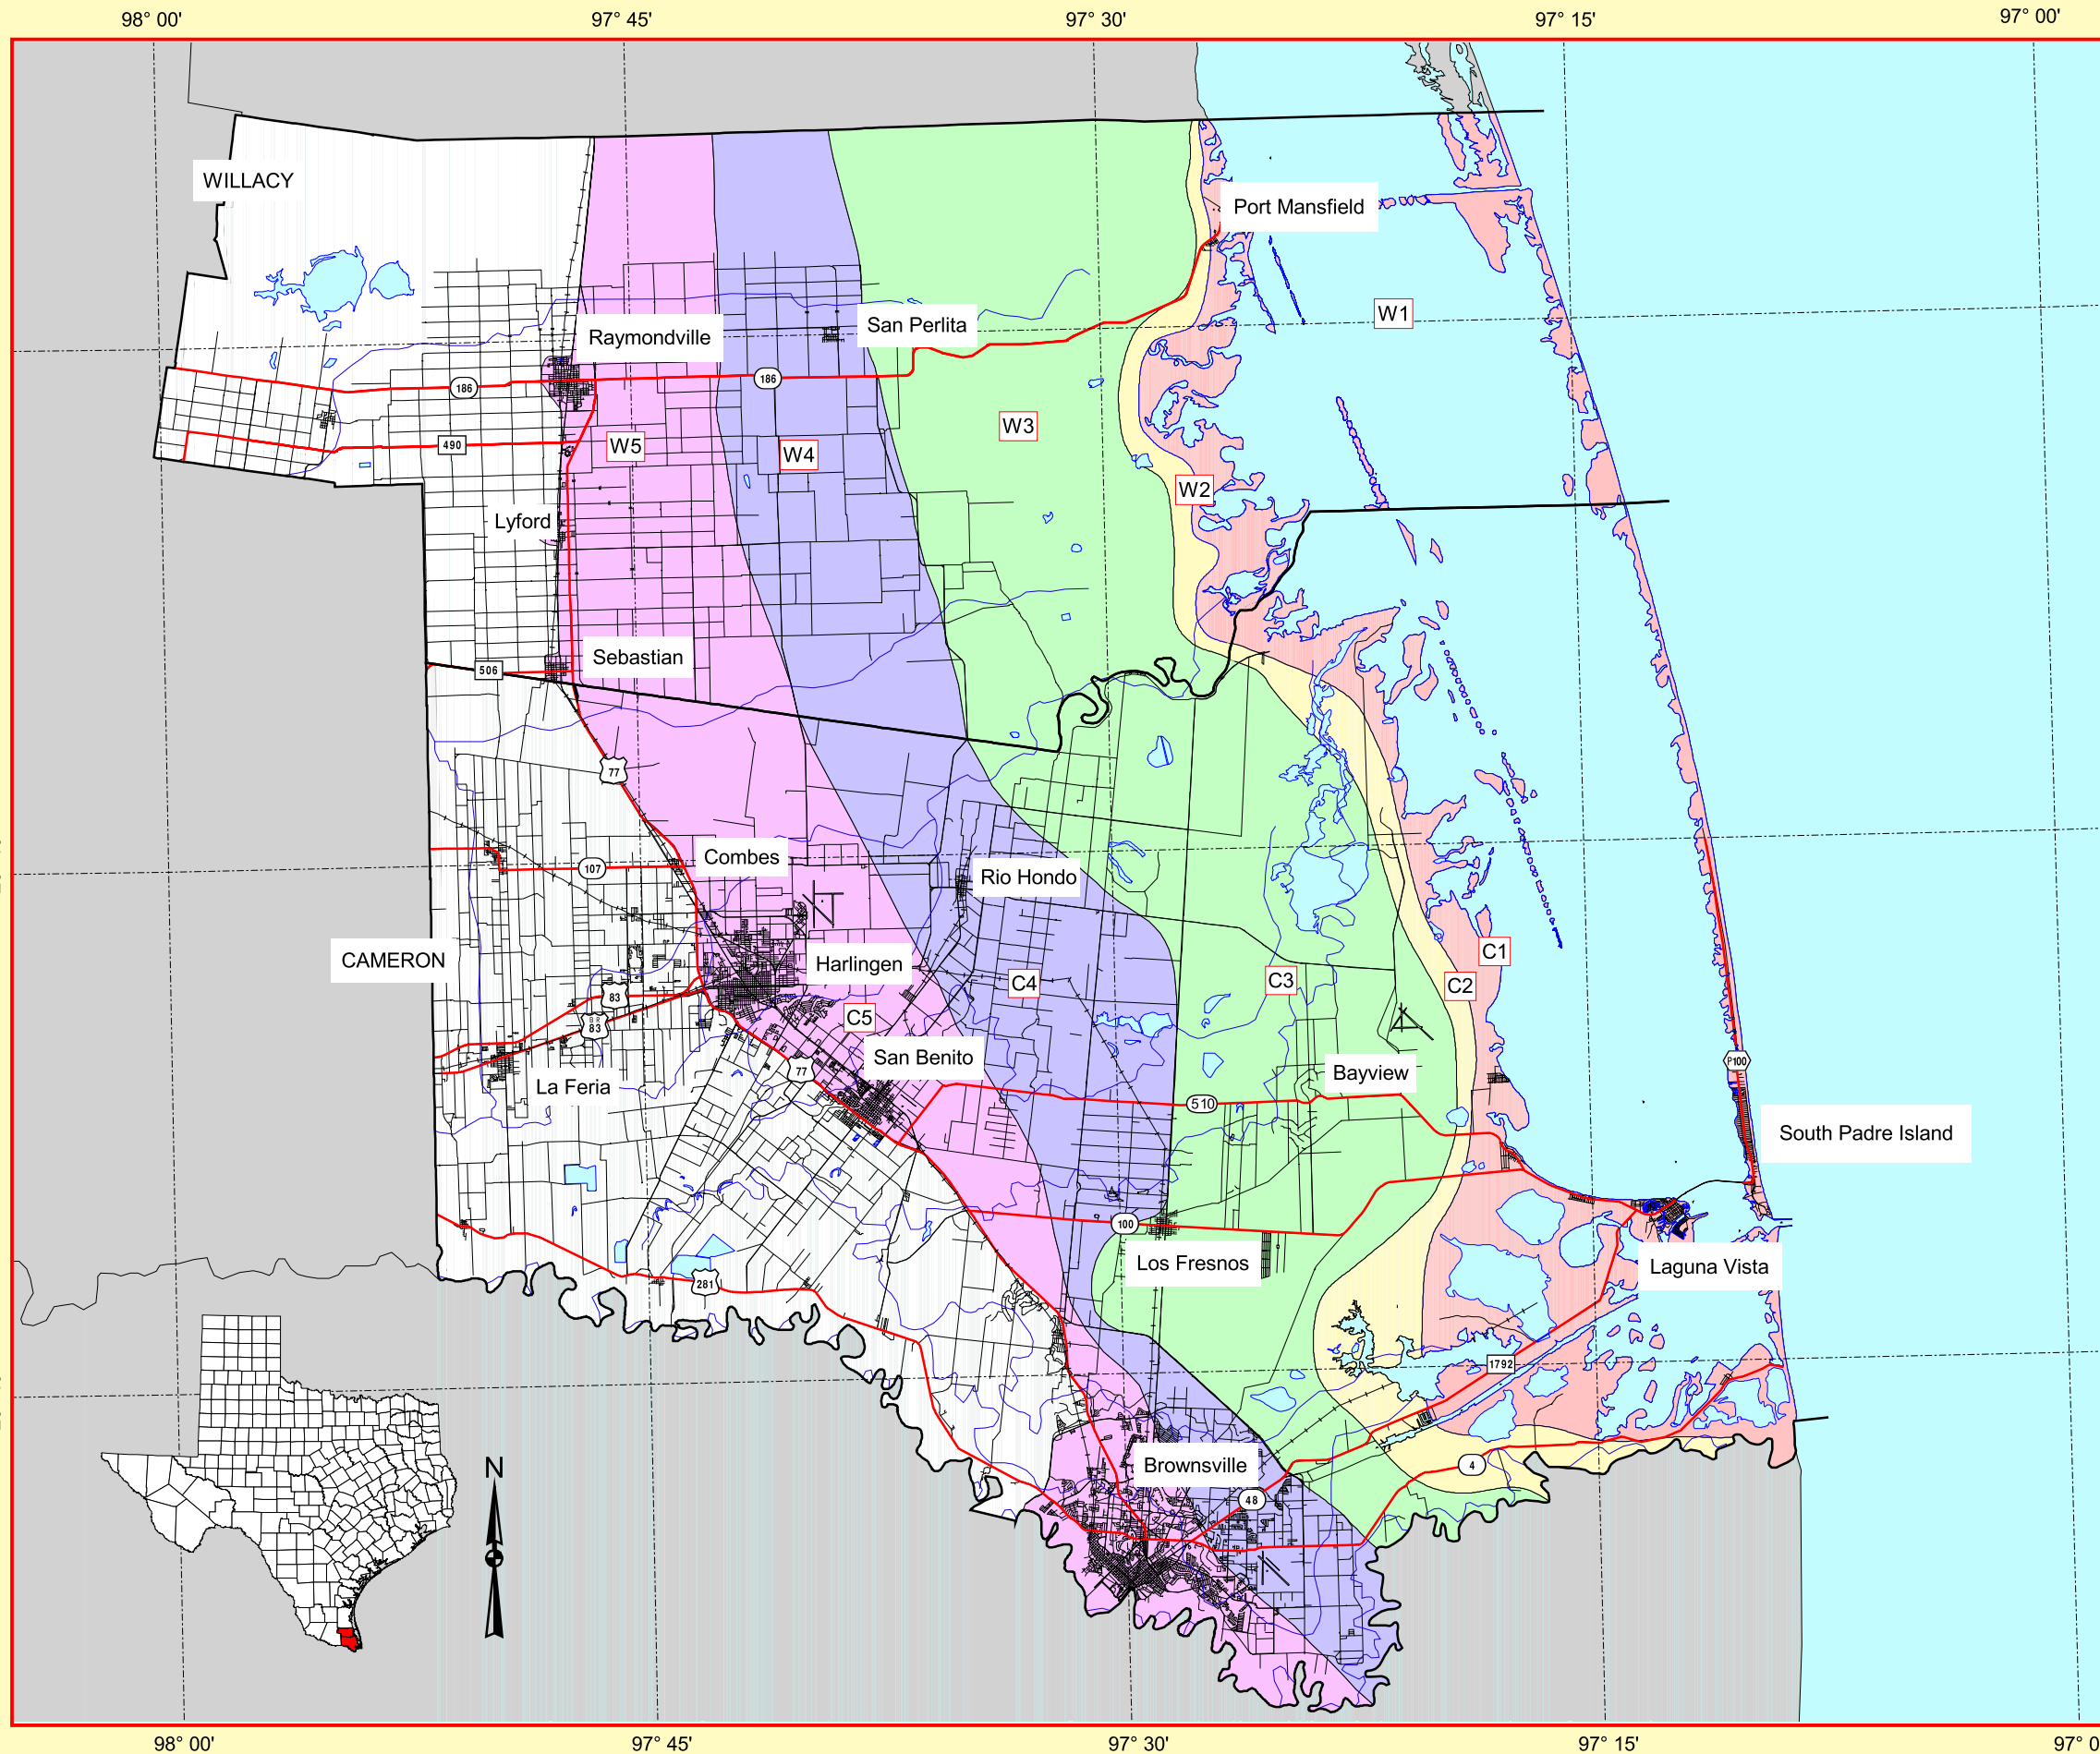 98° 00'
97° 45'
97° 30'
97° 15'
97° 00'
WILLACY
Port Mansfield
W1
San Perlita
Raymondville
186
186
W3
490
W5
W4
W2
Lyford
Sebastian
506
77
Combes
107
Rio Hondo
C1
CAMERON
Harlingen
C4
C3
C2
83
C5
83
San Benito
P100
77
Bayview
La Feria
510
South Padre Island
100
Los Fresnos
Laguna Vista
281
1792
Brownsville
4
N
48
98° 00'
97° 45'
97° 30'
97° 15'
97° 0